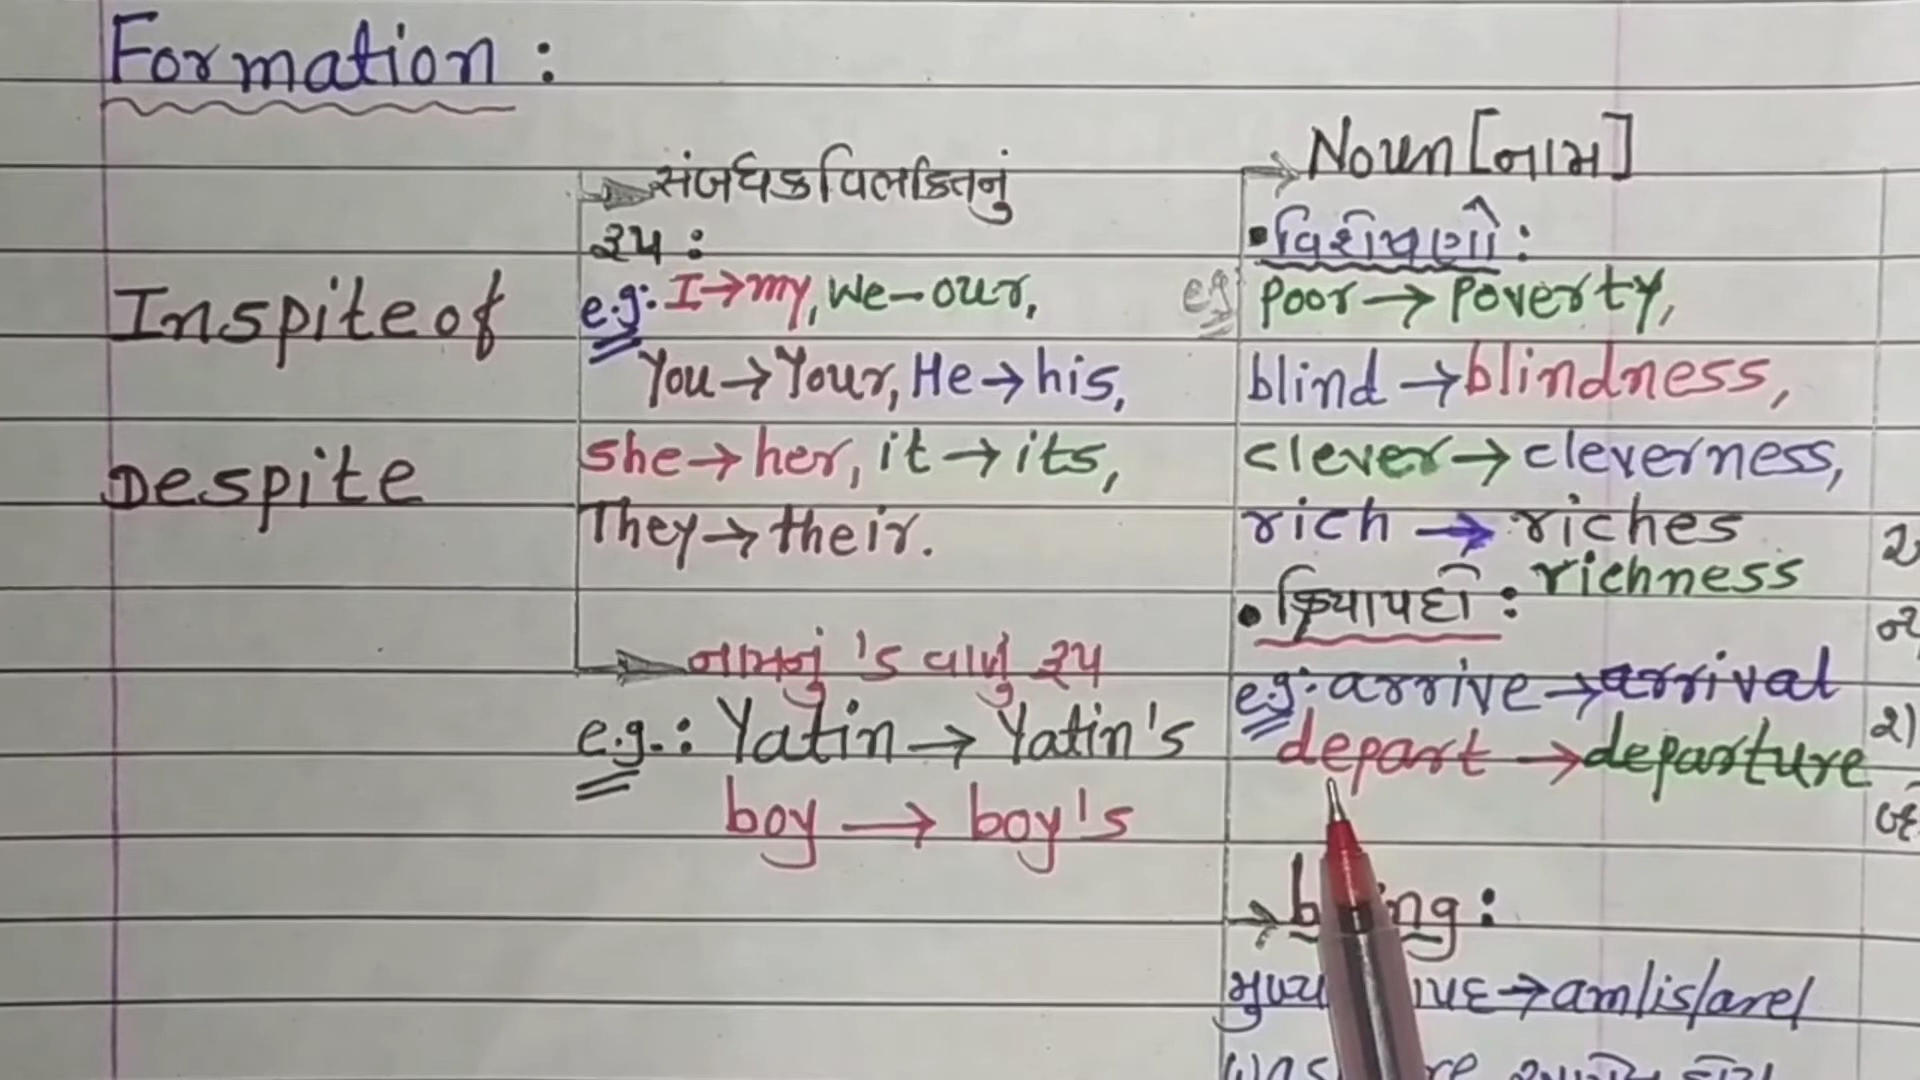 Formation :
Inspite of
Despite
સંબંધક વિભક્તિનું
રૂપ :
e.g: I→my, we-our,
You→Your, He→his,
she→her, it→its,
They→their.
નામનું 's વાળું રૂપ
e.g.: Yatin→Yatin's
boy→boy's
Noun [નામ]
• વિશેષણો :
eg poor→poverty,
blind→blindness,
clever→cleverness,
rich→riches
richness
• ક્રિયાપદો :
e.g: arrive→arrival
depart→departure
→am/is/are/